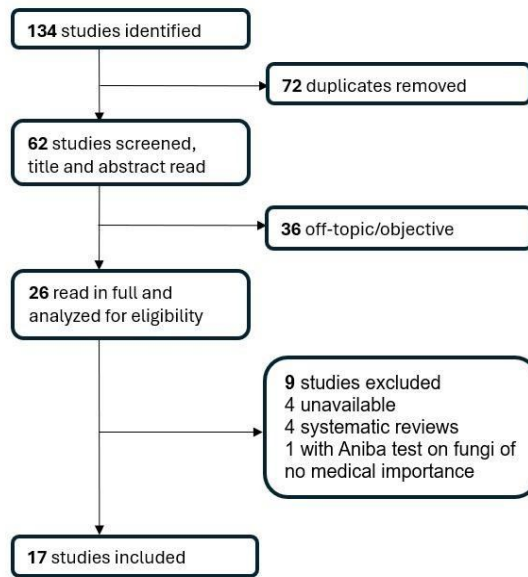 134 studies identified
72 duplicates removed
62 studies screened,
title and abstract read
36 off-topic/objective
26 read in full and
analyzed for eligibility
9 studies excluded
4 unavailable
4 systematic reviews
1 with Aniba test on fungi of
no medical importance
17 studies included